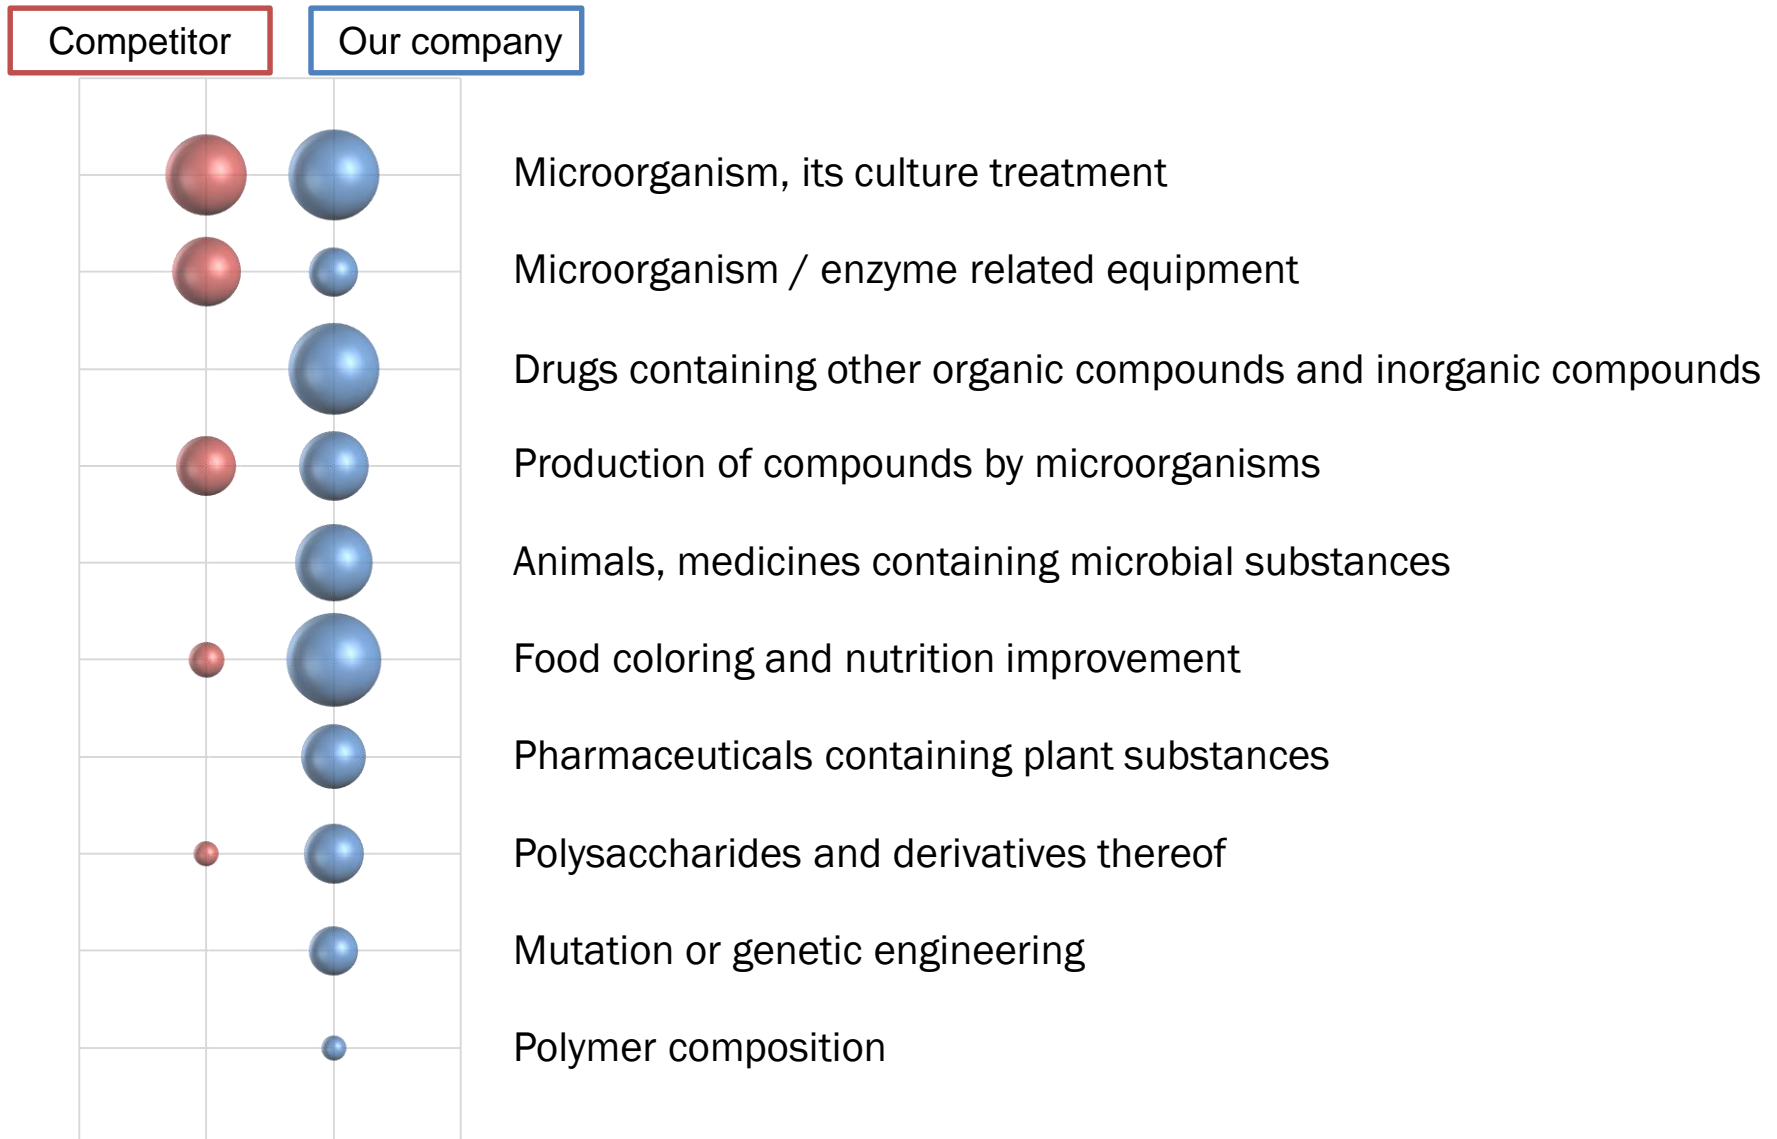 Competitor
Our company
Microorganism, its culture treatment
Microorganism / enzyme related equipment
Drugs containing other organic compounds and inorganic compounds
Production of compounds by microorganisms
Animals, medicines containing microbial substances
Food coloring and nutrition improvement
Pharmaceuticals containing plant substances
Polysaccharides and derivatives thereof
Mutation or genetic engineering
Polymer composition